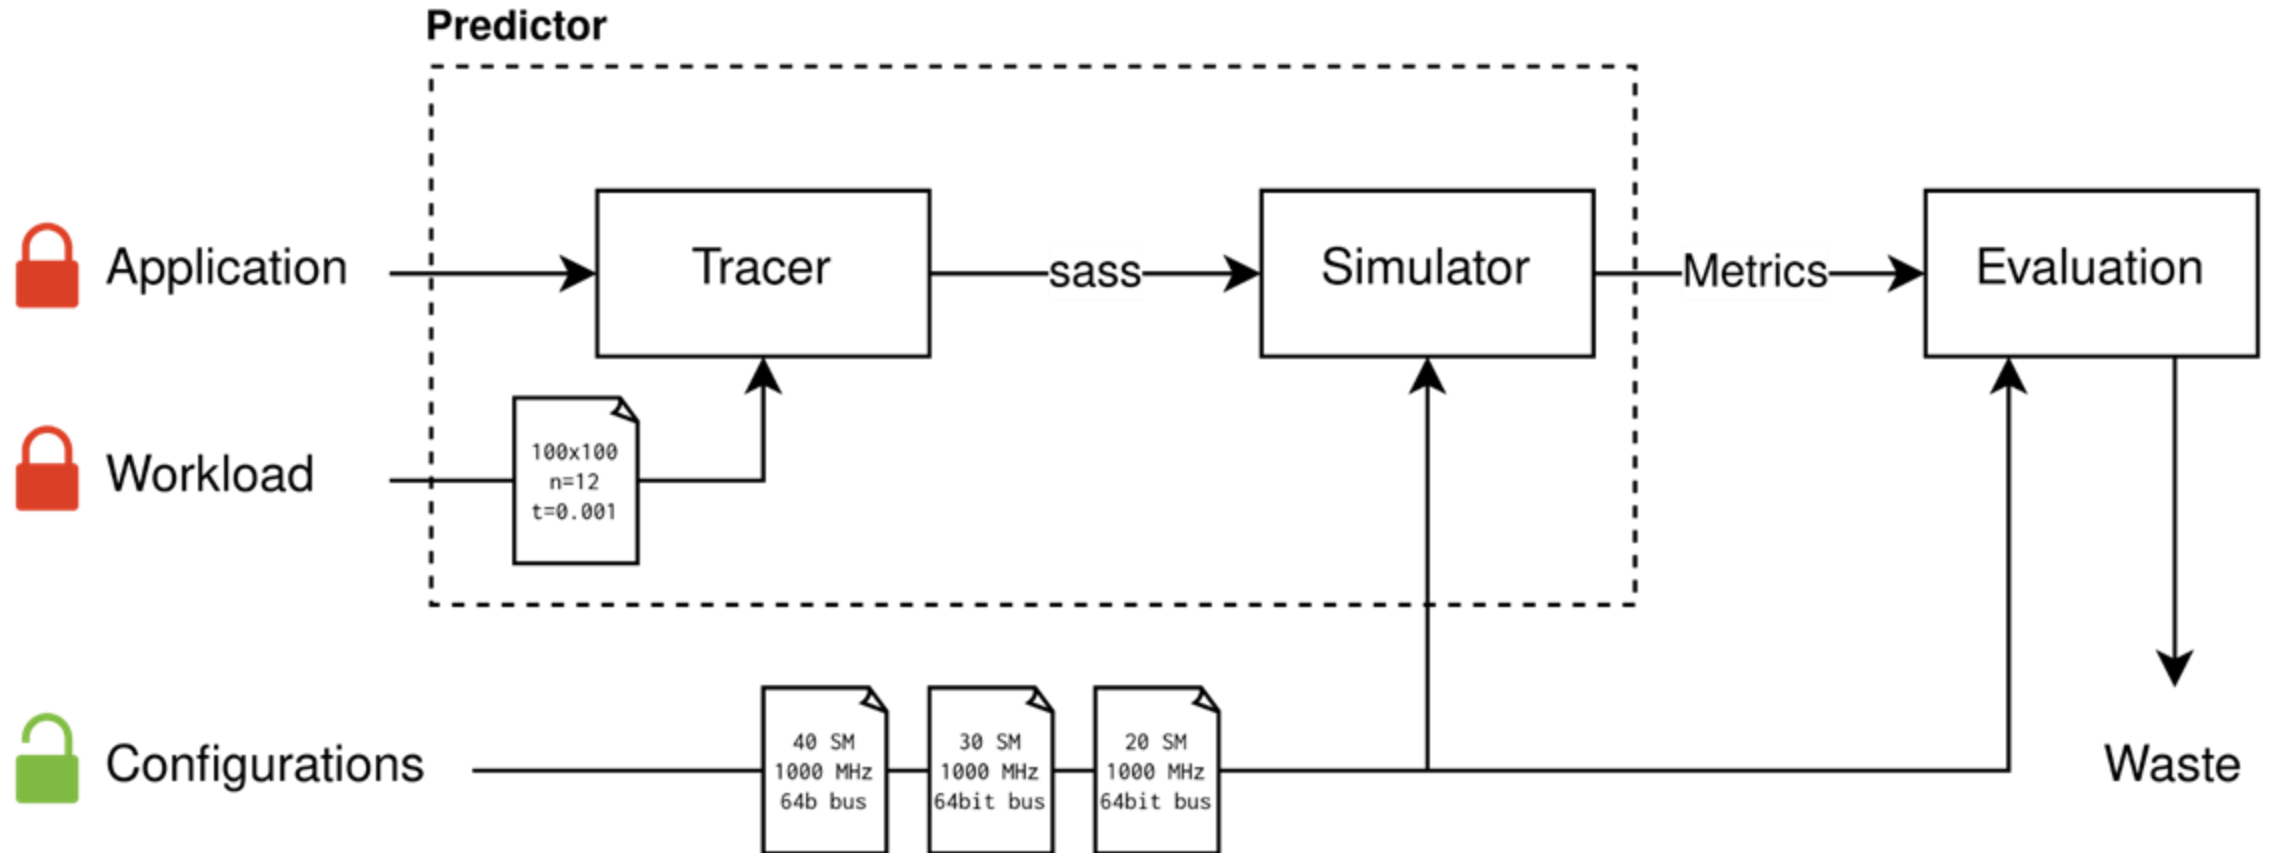 Predictor
Application
Tracer
sass
Simulator
Metrics
Evaluation
Workload
100x100
n=12
t=0.001
Configurations
40 SM
1000 MHz
64b bus
30 SM
1000 MHz
64bit bus
20 SM
1000 MHz
64bit bus
Waste